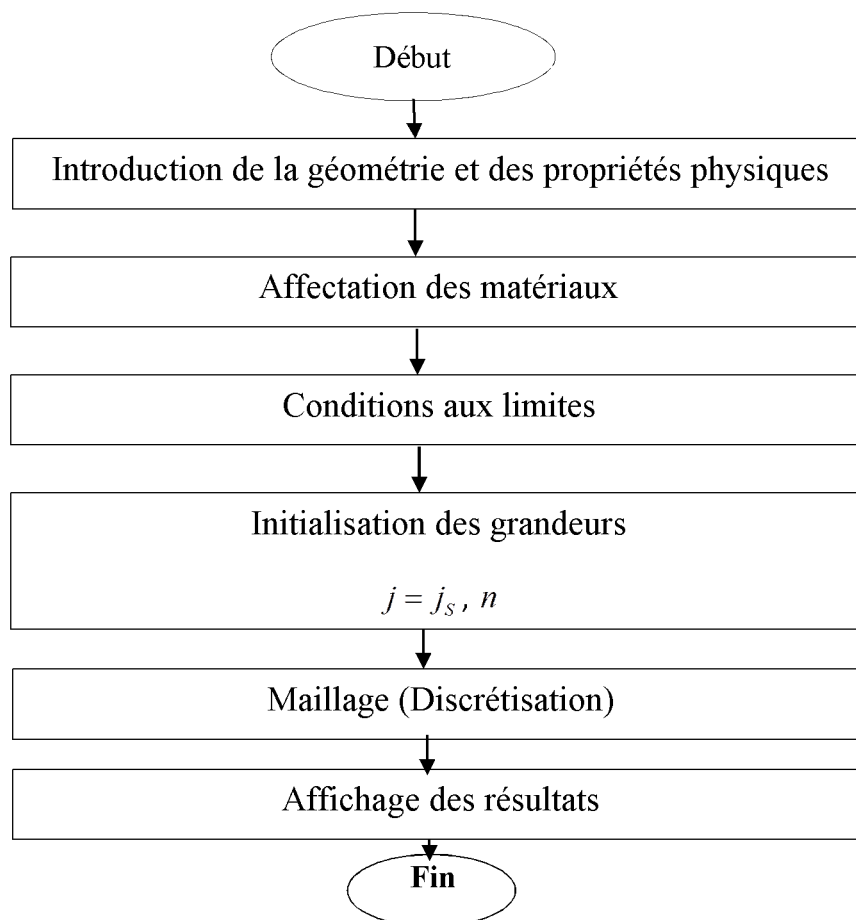 Début
Introduction de la géométrie et des propriétés physiques
Affectation des matériaux
Conditions aux limites
Initialisation des grandeurs
j = j_S , n
Maillage (Discrétisation)
Affichage des résultats
Fin